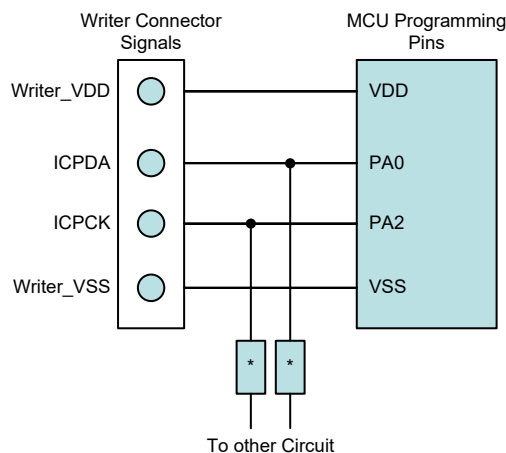 Writer Connector
Signals
MCU Programming
Pins
Writer_VDD
VDD
ICPDA
PA0
ICPCK
PA2
Writer_VSS
VSS
* *
To other Circuit